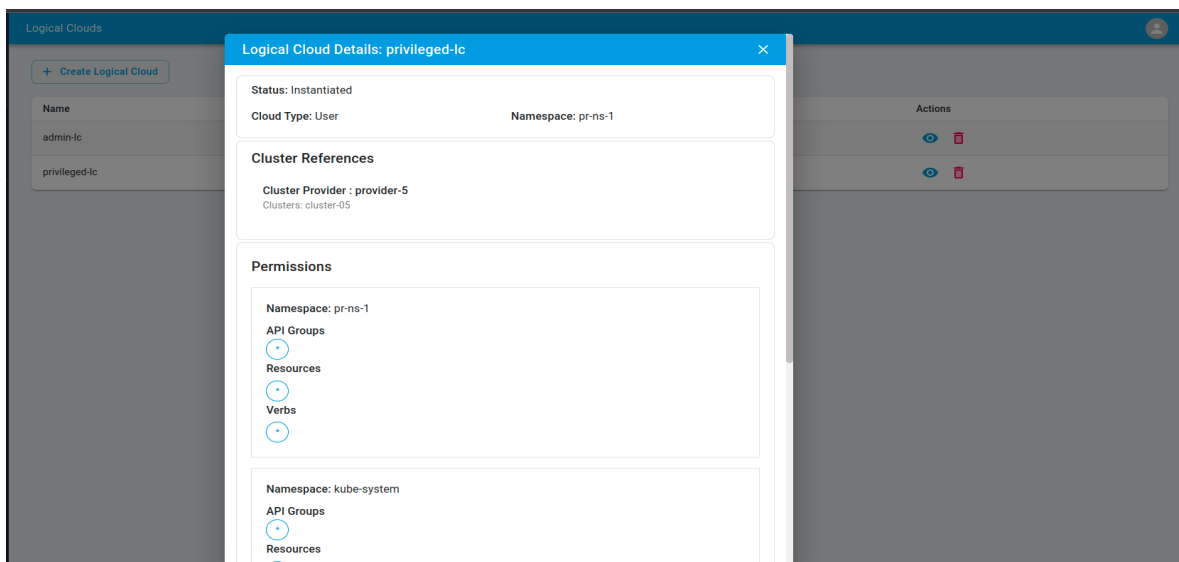 Logical Clouds
+ Create Logical Cloud
Name
Actions
admin-lc
privileged-lc
Logical Cloud Details: privileged-lc
Status: Instantiated
Cloud Type: User
Namespace: pr-ns-1
Cluster References
Cluster Provider : provider-5
Clusters: cluster-05
Permissions
Namespace: pr-ns-1
API Groups
*
Resources
*
Verbs
*
Namespace: kube-system
API Groups
*
Resources